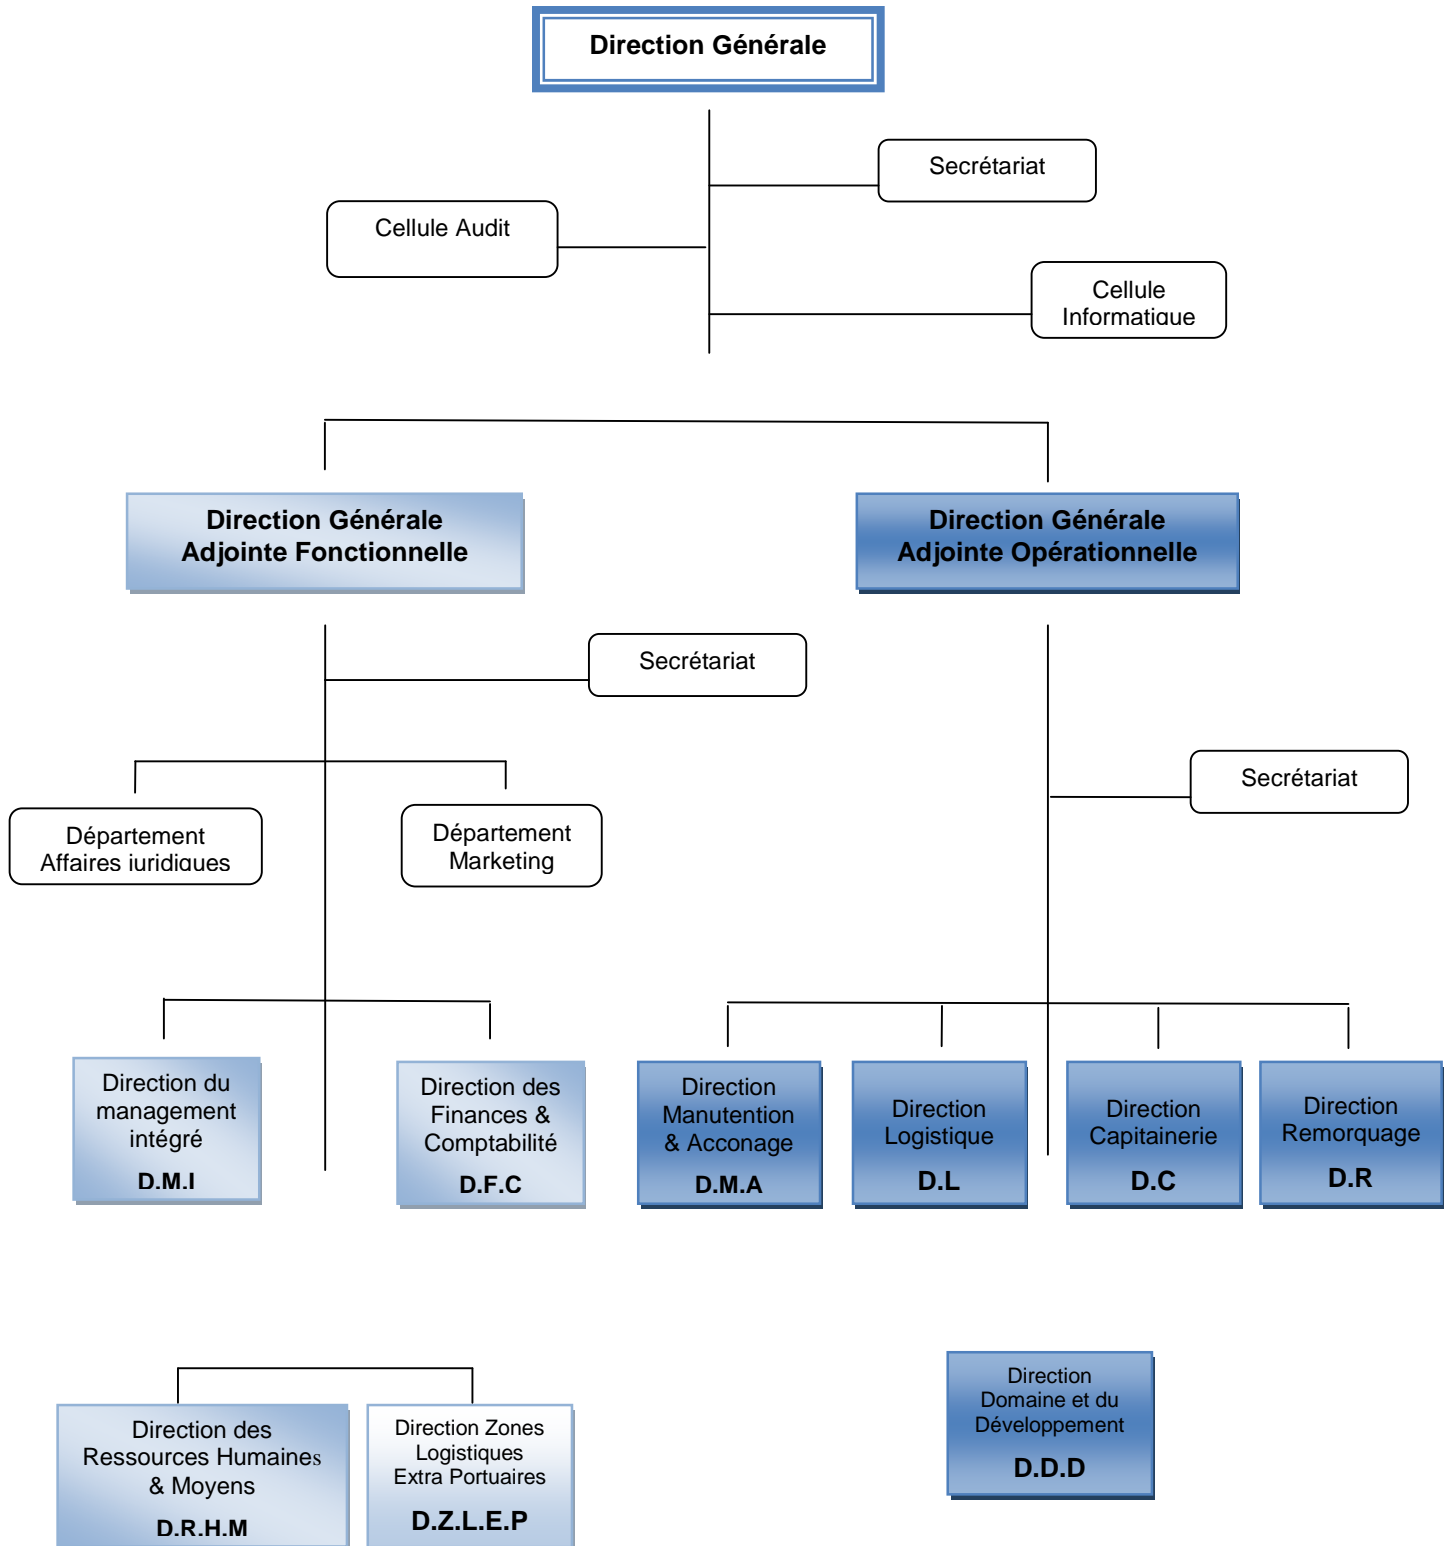 Direction Générale
Secrétariat
Cellule Audit
Cellule
Informatique
Direction Générale
Adjointe Fonctionnelle
Direction Générale
Adjointe Opérationnelle
Secrétariat
Secrétariat
Département
Affaires juridiques
Département
Marketing
Direction du
management
intégré
D.M.I
Direction des
Finances &
Comptabilité
D.F.C
Direction
Manutention
& Acconage
D.M.A
Direction
Logistique
D.L
Direction
Capitainerie
D.C
Direction
Remorquage
D.R
Direction des
Ressources Humaines
& Moyens
D.R.H.M
Direction Zones
Logistiques
Extra Portuaires
D.Z.L.E.P
Direction
Domaine et du
Développement
D.D.D